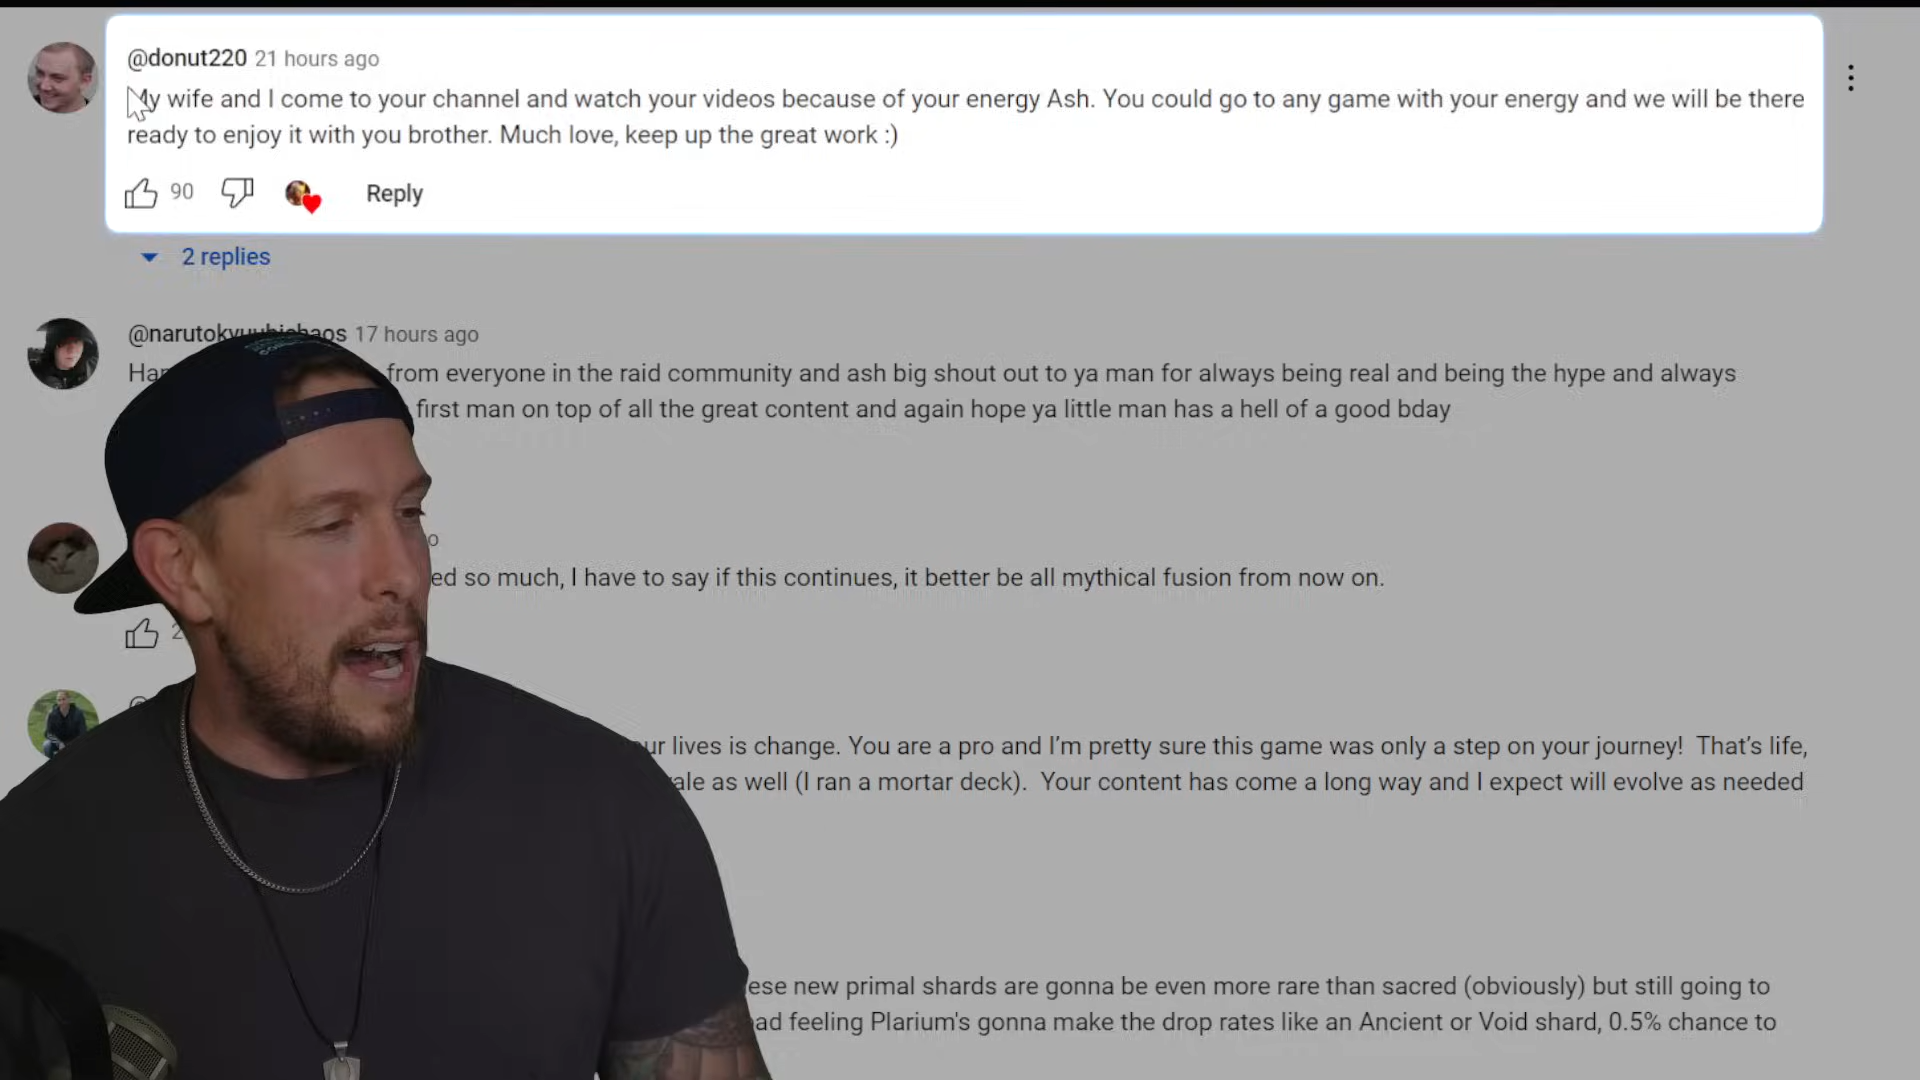 @donut220 21 hours ago
My wife and I come to your channel and watch your videos because of your energy Ash. You could go to any game with your energy and we will be there
ready to enjoy it with you brother. Much love, keep up the great work :)
90 Reply
2 replies
17 hours ago
from everyone in the raid community and ash big shout out to ya man for always being real and being the hype and always
first man on top of all the great content and again hope ya little man has a hell of a good bday
so much, I have to say if this continues, it better be all mythical fusion from now on.
lives is change. You are a pro and I'm pretty sure this game was only a step on your journey! That's life,
as well (I ran a mortar deck). Your content has come a long way and I expect will evolve as needed
new primal shards are gonna be even more rare than sacred (obviously) but still going to
feeling Plarium's gonna make the drop rates like an Ancient or Void shard, 0.5% chance to